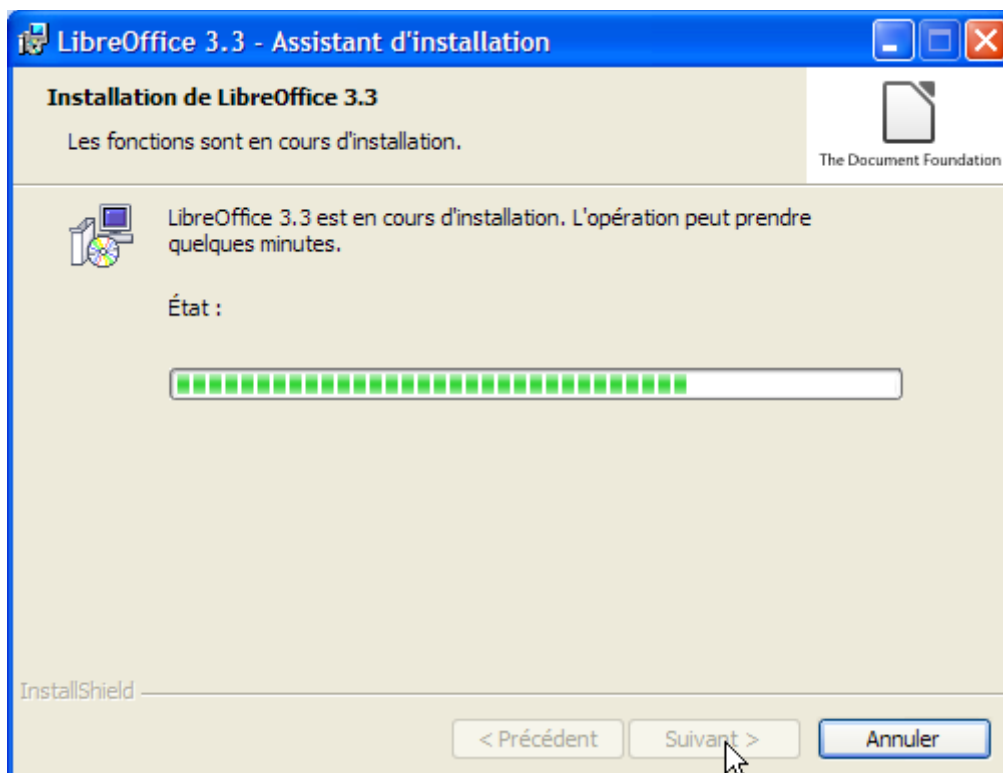 LibreOffice 3.3 - Assistant d'installation
Installation de LibreOffice 3.3
Les fonctions sont en cours d'installation.
The Document Foundation
LibreOffice 3.3 est en cours d'installation. L'opération peut prendre
quelques minutes.
État :
InstallShield
< Précédent
Suivant >
Annuler